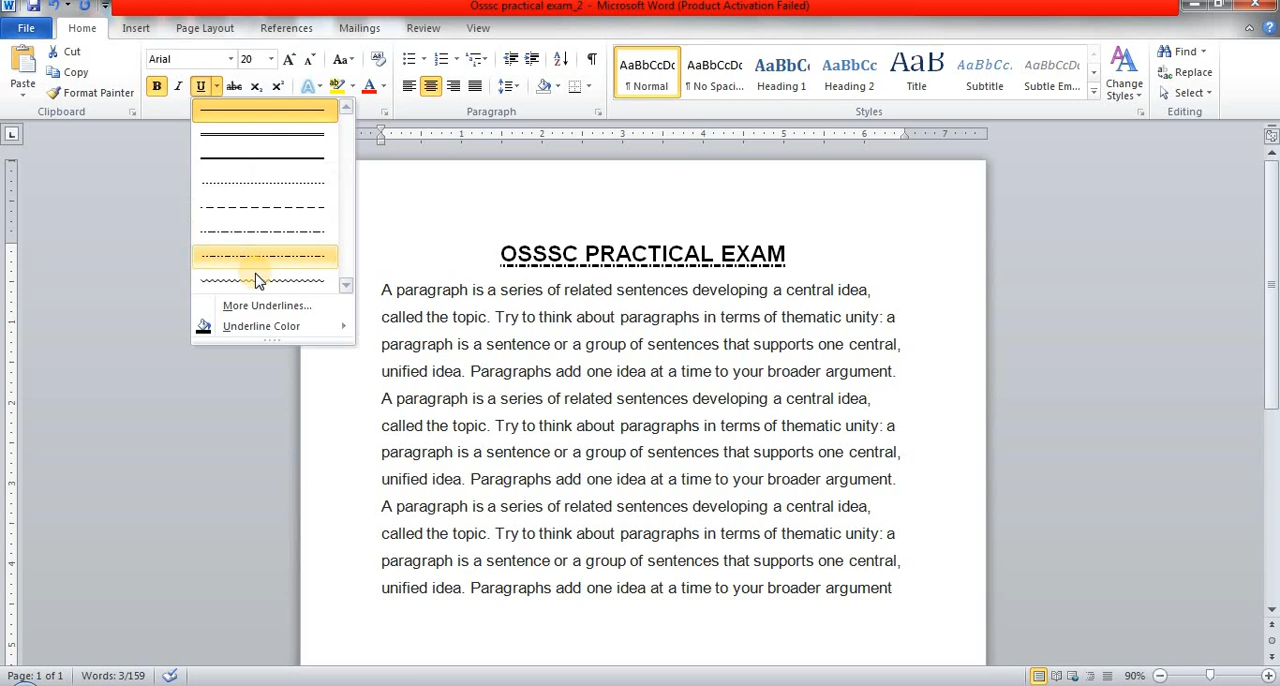 Osssc practical exam_2 - Microsoft Word (Product Activation Failed)
File Home Insert Page Layout References Mailings Review View
Paste
Cut
Copy
Format Painter
Clipboard
Arial 20
Paragraph
AaBbCcDc AaBbCcDc AaBbCc AaBbCc AaB AaBbCc. AaBbCcDc
¶ Normal ¶ No Spaci... Heading 1 Heading 2 Title Subtitle Subtle Em...
Change Styles
Styles
Find
Replace
Select
Editing
More Underlines...
Underline Color
1 2 3 4 5 6 7
OSSSC PRACTICAL EXAM
A paragraph is a series of related sentences developing a central idea,
called the topic. Try to think about paragraphs in terms of thematic unity: a
paragraph is a sentence or a group of sentences that supports one central,
unified idea. Paragraphs add one idea at a time to your broader argument.
A paragraph is a series of related sentences developing a central idea,
called the topic. Try to think about paragraphs in terms of thematic unity: a
paragraph is a sentence or a group of sentences that supports one central,
unified idea. Paragraphs add one idea at a time to your broader argument.
A paragraph is a series of related sentences developing a central idea,
called the topic. Try to think about paragraphs in terms of thematic unity: a
paragraph is a sentence or a group of sentences that supports one central,
unified idea. Paragraphs add one idea at a time to your broader argument
Page: 1 of 1 Words: 3/159 90%